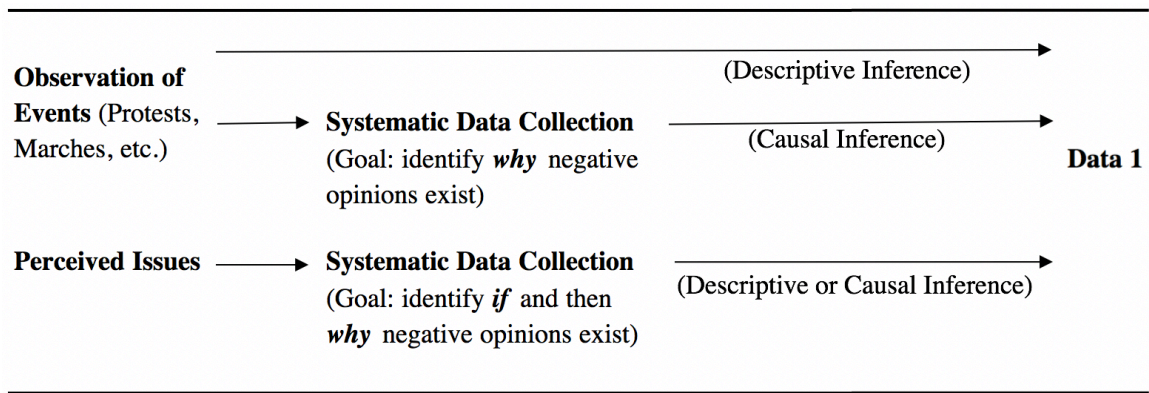 (Descriptive Inference)
Observation of
Events (Protests,
Marches, etc.)
Systematic Data Collection
(Goal: identify why negative
opinions exist)
(Causal Inference)
Data 1
Perceived Issues
Systematic Data Collection
(Goal: identify if and then
why negative opinions exist)
(Descriptive or Causal Inference)